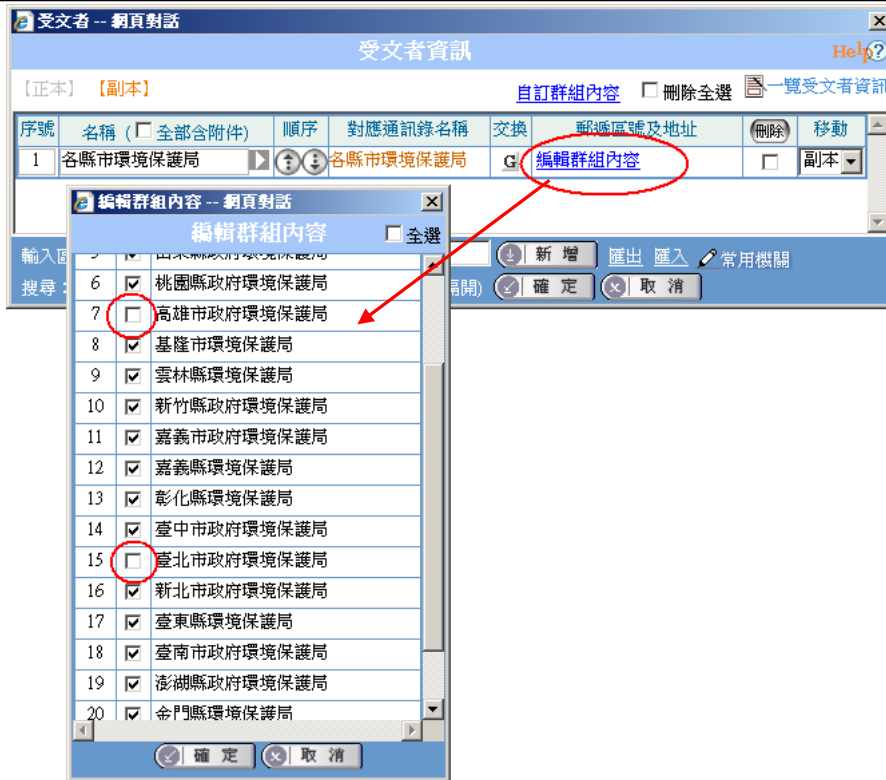 受文者 -- 網頁對話
受文者資訊
Help?
【正本】 【副本】 自訂群組內容 刪除全選 一覽受文者資訊
序號 名稱 (全部含附件) 順序 對應通訊錄名稱 交換 郵遞區號及地址 刪除 移動
1 各縣市環境保護局 各縣市環境保護局 G 編輯群組內容 副本
輸入區 新 增 匯出 匯入 常用機關
搜尋: 隔開) 確 定 取 消
編輯群組內容 -- 網頁對話
編輯群組內容 全選
6 桃園縣政府環境保護局
7 高雄市政府環境保護局
8 基隆市環境保護局
9 雲林縣環境保護局
10 新竹縣政府環境保護局
11 嘉義市政府環境保護局
12 嘉義縣環境保護局
13 彰化縣環境保護局
14 臺中市政府環境保護局
15 臺北市政府環境保護局
16 新北市政府環境保護局
17 臺東縣環境保護局
18 臺南市政府環境保護局
19 澎湖縣政府環境保護局
20 金門縣環境保護局
確 定 取 消